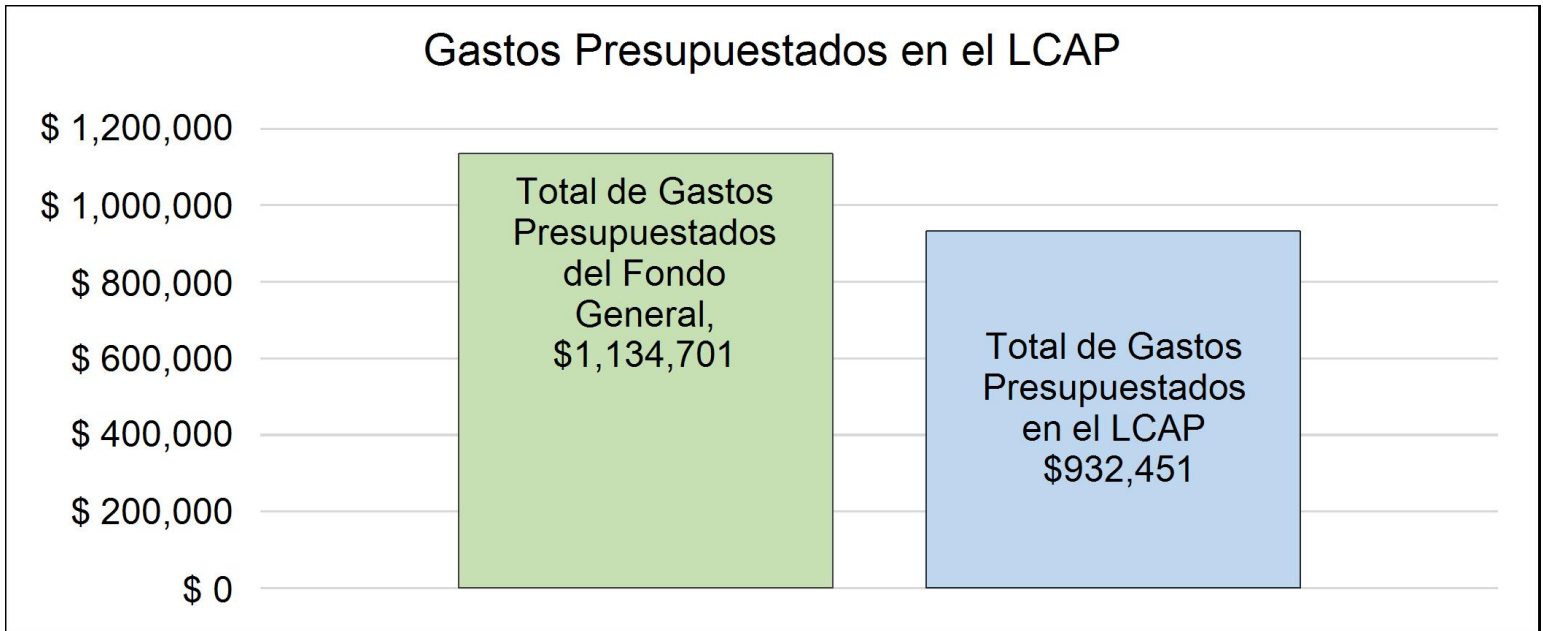 Gastos Presupuestados en el LCAP
$ 1,200,000
$ 1,000,000
$ 800,000
$ 600,000
$ 400,000
$ 200,000
$ 0
Total de Gastos
Presupuestados
del Fondo
General,
$1,134,701
Total de Gastos
Presupuestados
en el LCAP
$932,451